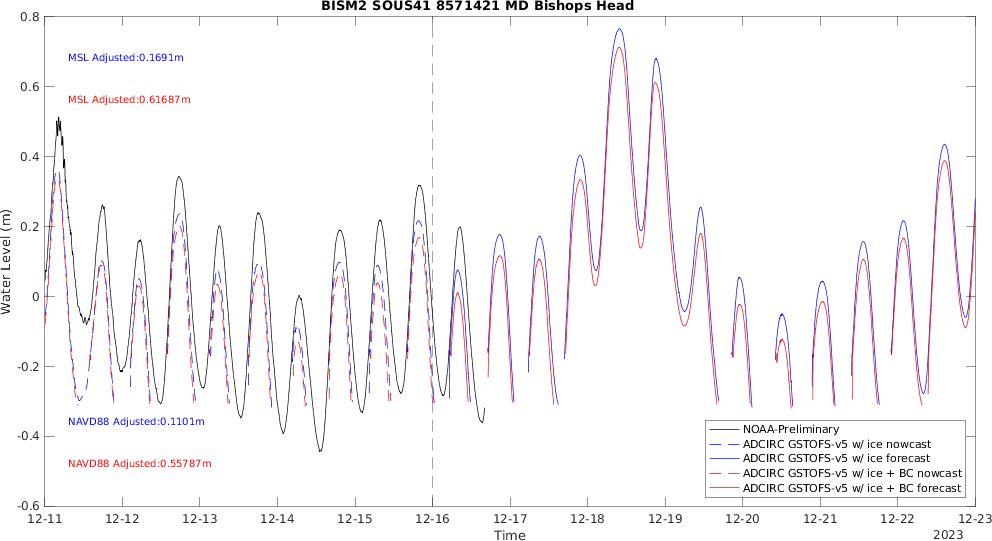 BISM2 SOUS41 8571421 MD Bishops Head
0.8
0.6
0.4
0.2
0
-0.2
-0.4
-0.6
Water Level (m)
MSL Adjusted:0.1691m
MSL Adjusted:0.61687m
NAVD88 Adjusted:0.1101m
NAVD88 Adjusted:0.55787m
NOAA-Preliminary
ADCIRC GSTOFS-v5 w/ ice nowcast
ADCIRC GSTOFS-v5 w/ ice forecast
ADCIRC GSTOFS-v5 w/ ice + BC nowcast
ADCIRC GSTOFS-v5 w/ ice + BC forecast
12-11 12-12 12-13 12-14 12-15 12-16 12-17 12-18 12-19 12-20 12-21 12-22 12-23
Time
2023